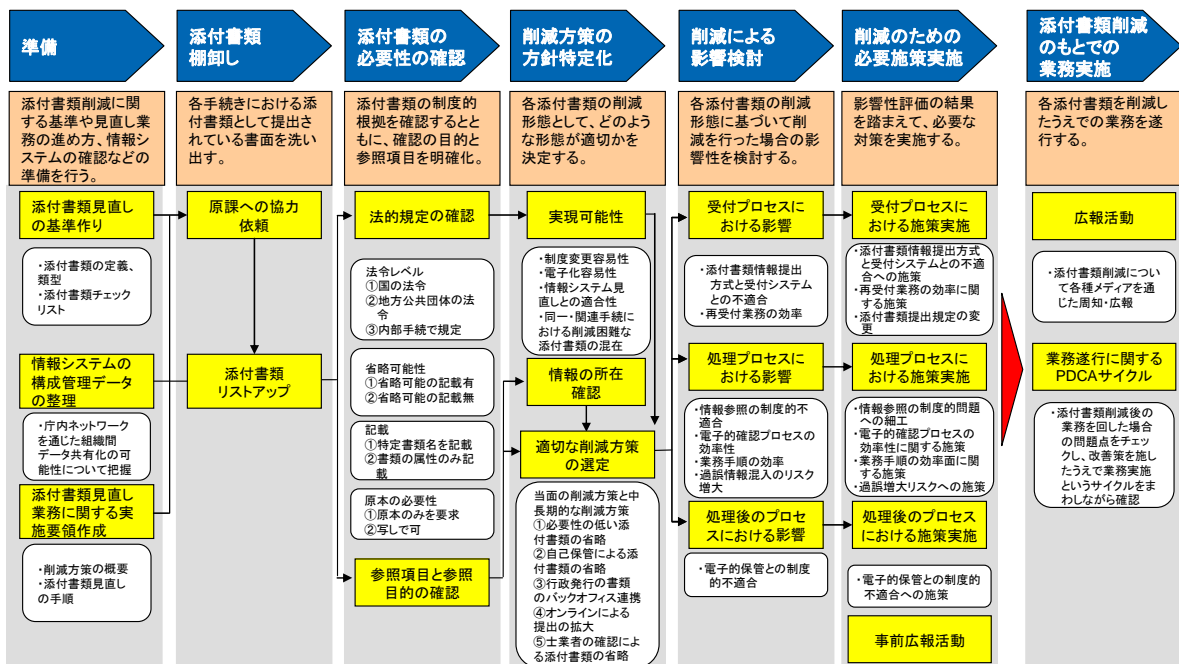 準備
添付書類
棚卸し
添付書類の
必要性の確認
削減方策の
方針特定化
削減による
影響検討
削減のための
必要施策実施
添付書類削減
のもとでの
業務実施
添付書類削減に関
する基準や見直し業
務の進め方、情報シ
ステムの確認などの
準備を行う。
各手続きにおける添
付書類として提出さ
れている書面を洗い
出す。
添付書類の制度的
根拠を確認するとと
もに、確認の目的と
参照項目を明確化。
各添付書類の削減
形態として、どのよう
な形態が適切かを
決定する。
各添付書類の削減
形態に基づいて削
減を行った場合の影
響性を検討する。
影響性評価の結果
を踏まえて、必要な
対策を実施する。
各添付書類を削減し
たうえでの業務を遂
行する。
添付書類見直し
の基準作り
・添付書類の定義、
類型
・添付書類チェック
リスト
情報システムの
構成管理データ
の整理
・庁内ネットワーク
を通じた組織間
データ共有化の可
能性について把握
添付書類見直し
業務に関する実
施要領作成
・削減方策の概要
・添付書類見直し
の手順
原課への協力
依頼
添付書類
リストアップ
法的規定の確認
法令レベル
①国の法令
②地方公共団体の法
令
③内部手続で規定
省略可能性
①省略可能の記載有
②省略可能の記載無
記載
①特定書類名を記載
②書類の属性のみ記
載
原本の必要性
①原本のみを要求
②写しで可
参照項目と参照
目的の確認
実現可能性
・制度変更容易性
・電子化容易性
・情報システム見
直しとの適合性
・同一・関連手続に
おける削減困難な
添付書類の混在
情報の所在
確認
適切な削減方策
の選定
当面の削減方策と中
長期的な削減方策
①必要性の低い添
付書類の省略
②自己保管による添
付書類の省略
③行政発行の書類
のバックオフィス連携
④オンラインによる
提出の拡大
⑤士業者の確認によ
る添付書類の省略
受付プロセスに
おける影響
・添付書類情報提出
方式と受付システム
との不適合
・再受付業務の効率
処理プロセスに
おける影響
・情報参照の制度的不
適合
・電子的確認プロセスの
効率性
・業務手順の効率
・過誤情報混入のリスク
増大
処理後のプロセ
スにおける影響
・電子的保管との制度
的不適合
受付プロセスに
おける施策実施
・添付書類情報提出方式
と受付システムとの不適
合への施策
・再受付業務の効率に関
する施策
・添付書類提出規定の変
更
処理プロセスに
おける施策実施
・情報参照の制度的問題
への細工
・電子的確認プロセスの
効率性に関する施策
・業務手順の効率面に関
する施策
・過誤増大リスクへの施策
処理後のプロセス
における施策実施
・電子的保管との制度的
不適合への施策
事前広報活動
広報活動
・添付書類削減につい
て各種メディアを通
じた周知・広報
業務遂行に関する
PDCAサイクル
・添付書類削減後の
業務を回した場合
の問題点をチェッ
クし、改善策を施し
たうえで業務実施
というサイクルをま
わしながら確認